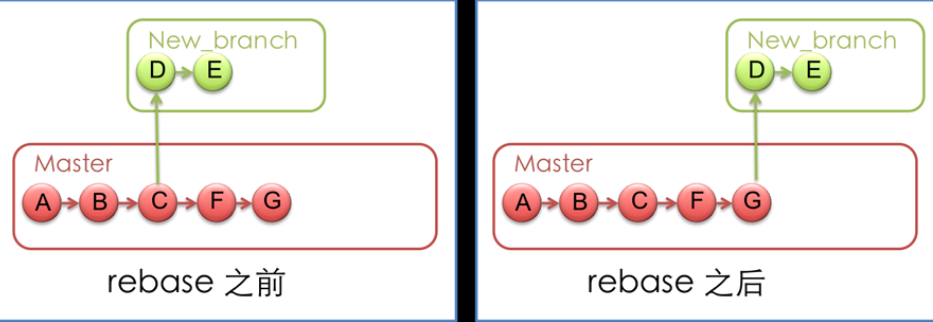 New_branch
D E
Master
A B C F G
rebase 之前
New_branch
D E
Master
A B C F G
rebase 之后